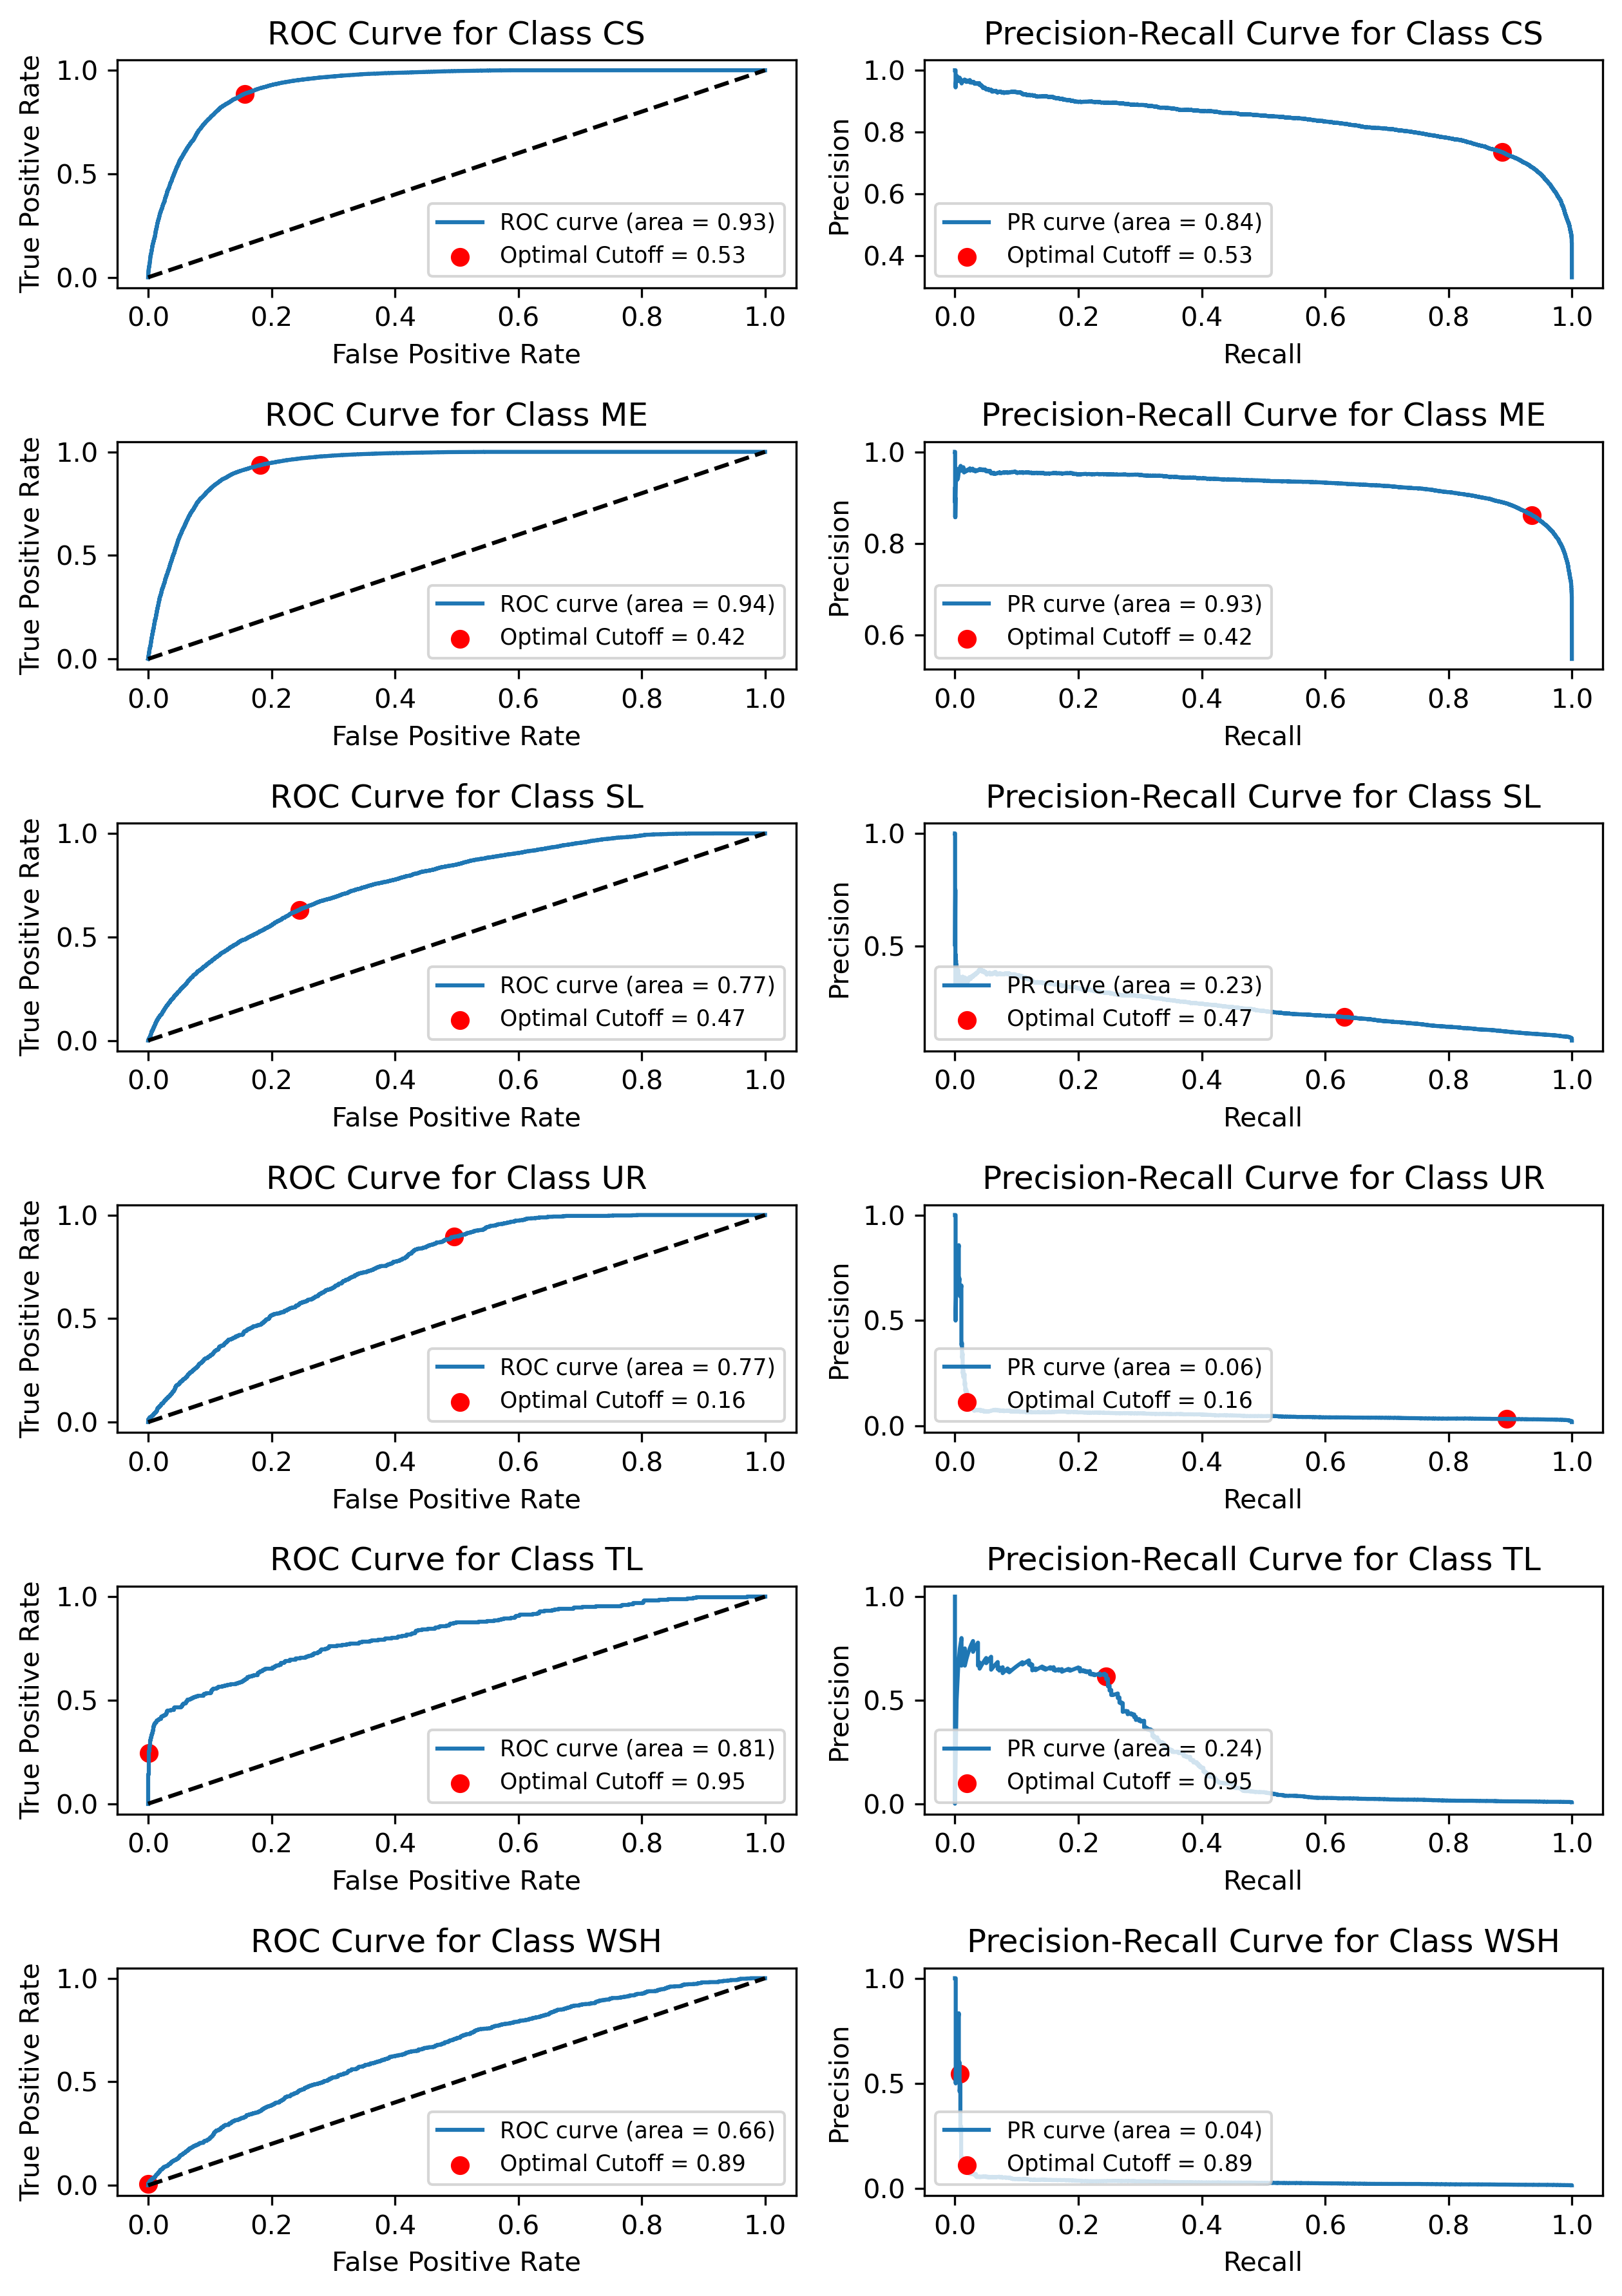 ROC Curve for Class CS
True Positive Rate
1.0
0.5
0.0
ROC curve (area = 0.93)
Optimal Cutoff = 0.53
0.0 0.2 0.4 0.6 0.8 1.0
False Positive Rate
Precision-Recall Curve for Class CS
Precision
1.0
0.8
0.6
0.4
PR curve (area = 0.84)
Optimal Cutoff = 0.53
0.0 0.2 0.4 0.6 0.8 1.0
Recall
ROC Curve for Class ME
True Positive Rate
1.0
0.5
0.0
ROC curve (area = 0.94)
Optimal Cutoff = 0.42
0.0 0.2 0.4 0.6 0.8 1.0
False Positive Rate
Precision-Recall Curve for Class ME
Precision
1.0
0.8
0.6
PR curve (area = 0.93)
Optimal Cutoff = 0.42
0.0 0.2 0.4 0.6 0.8 1.0
Recall
ROC Curve for Class SL
True Positive Rate
1.0
0.5
0.0
ROC curve (area = 0.77)
Optimal Cutoff = 0.47
0.0 0.2 0.4 0.6 0.8 1.0
False Positive Rate
Precision-Recall Curve for Class SL
Precision
1.0
0.5
PR curve (area = 0.23)
Optimal Cutoff = 0.47
0.0 0.2 0.4 0.6 0.8 1.0
Recall
ROC Curve for Class UR
True Positive Rate
1.0
0.5
0.0
ROC curve (area = 0.77)
Optimal Cutoff = 0.16
0.0 0.2 0.4 0.6 0.8 1.0
False Positive Rate
Precision-Recall Curve for Class UR
Precision
1.0
0.5
0.0
PR curve (area = 0.06)
Optimal Cutoff = 0.16
0.0 0.2 0.4 0.6 0.8 1.0
Recall
ROC Curve for Class TL
True Positive Rate
1.0
0.5
0.0
ROC curve (area = 0.81)
Optimal Cutoff = 0.95
0.0 0.2 0.4 0.6 0.8 1.0
False Positive Rate
Precision-Recall Curve for Class TL
Precision
1.0
0.5
0.0
PR curve (area = 0.24)
Optimal Cutoff = 0.95
0.0 0.2 0.4 0.6 0.8 1.0
Recall
ROC Curve for Class WSH
True Positive Rate
1.0
0.5
0.0
ROC curve (area = 0.66)
Optimal Cutoff = 0.89
0.0 0.2 0.4 0.6 0.8 1.0
False Positive Rate
Precision-Recall Curve for Class WSH
Precision
1.0
0.5
0.0
PR curve (area = 0.04)
Optimal Cutoff = 0.89
0.0 0.2 0.4 0.6 0.8 1.0
Recall